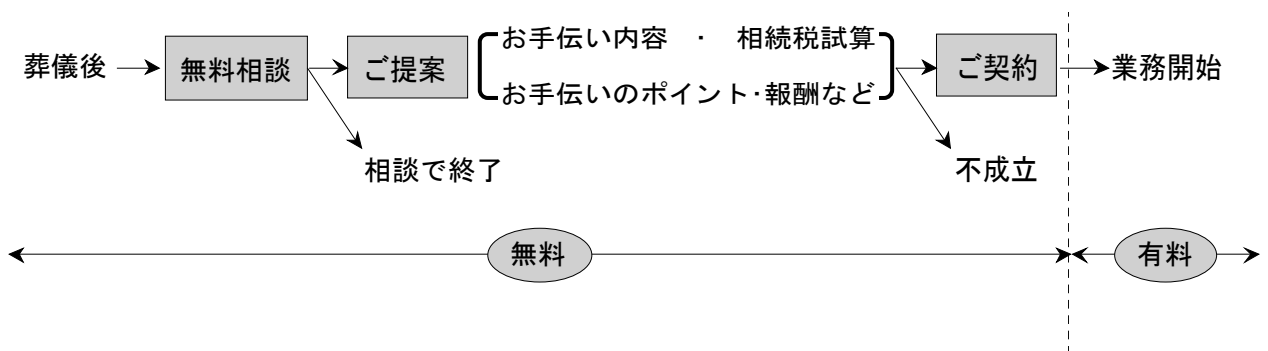 お手伝い内容 ・ 相続税試算
葬儀後 無料相談 ご提案 ご契約 業務開始
お手伝いのポイント・報酬など
相談で終了 不成立
無料 有料